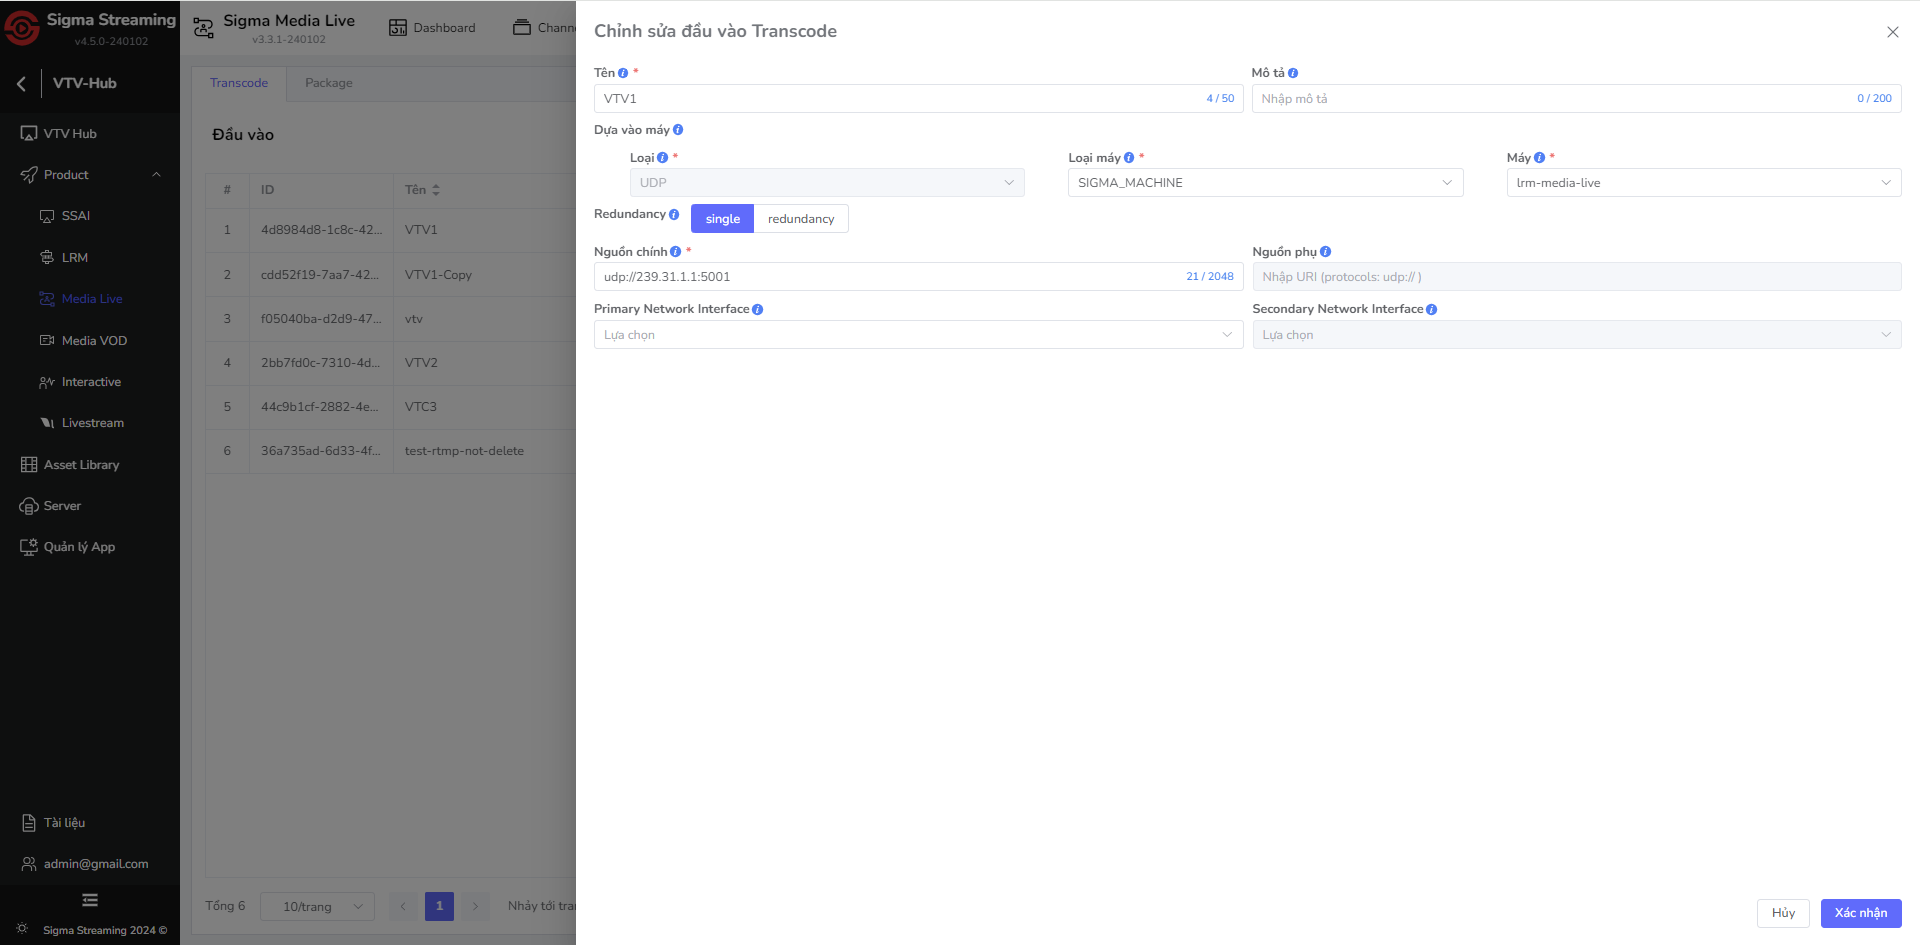 Sigma Streaming
v4.5.0-240102
VTV-Hub
VTV Hub
Product
SSAI
LRM
Media Live
Media VOD
Interactive
Livestream
Asset Library
Server
Quản lý App
Tài liệu
admin@gmail.com
Sigma Streaming 2024 ©
Sigma Media Live
v3.3.1-240102
Dashboard
Chann
Transcode
Package
Đầu vào
# ID Tên
1 4d8984d8-1c8c-42... VTV1
2 cdd52f19-7aa7-42... VTV1-Copy
3 f05040ba-d2d9-47... vtv
4 2bb7fd0c-7310-4d... VTV2
5 44c9b1cf-2882-4e... VTC3
6 36a735ad-6d33-4f... test-rtmp-not-delete
Tổng 6 10/trang 1 Nhảy tới tran
Chỉnh sửa đầu vào Transcode
Tên * Mô tả
VTV1 4 / 50 Nhập mô tả 0 / 200
Dựa vào máy
Loại * Loại máy * Máy *
UDP SIGMA_MACHINE lrm-media-live
Redundancy single redundancy
Nguồn chính * Nguồn phụ
udp://239.31.1.1:5001 21 / 2048 Nhập URI (protocols: udp:// )
Primary Network Interface Secondary Network Interface
Lựa chọn Lựa chọn
Hủy Xác nhận